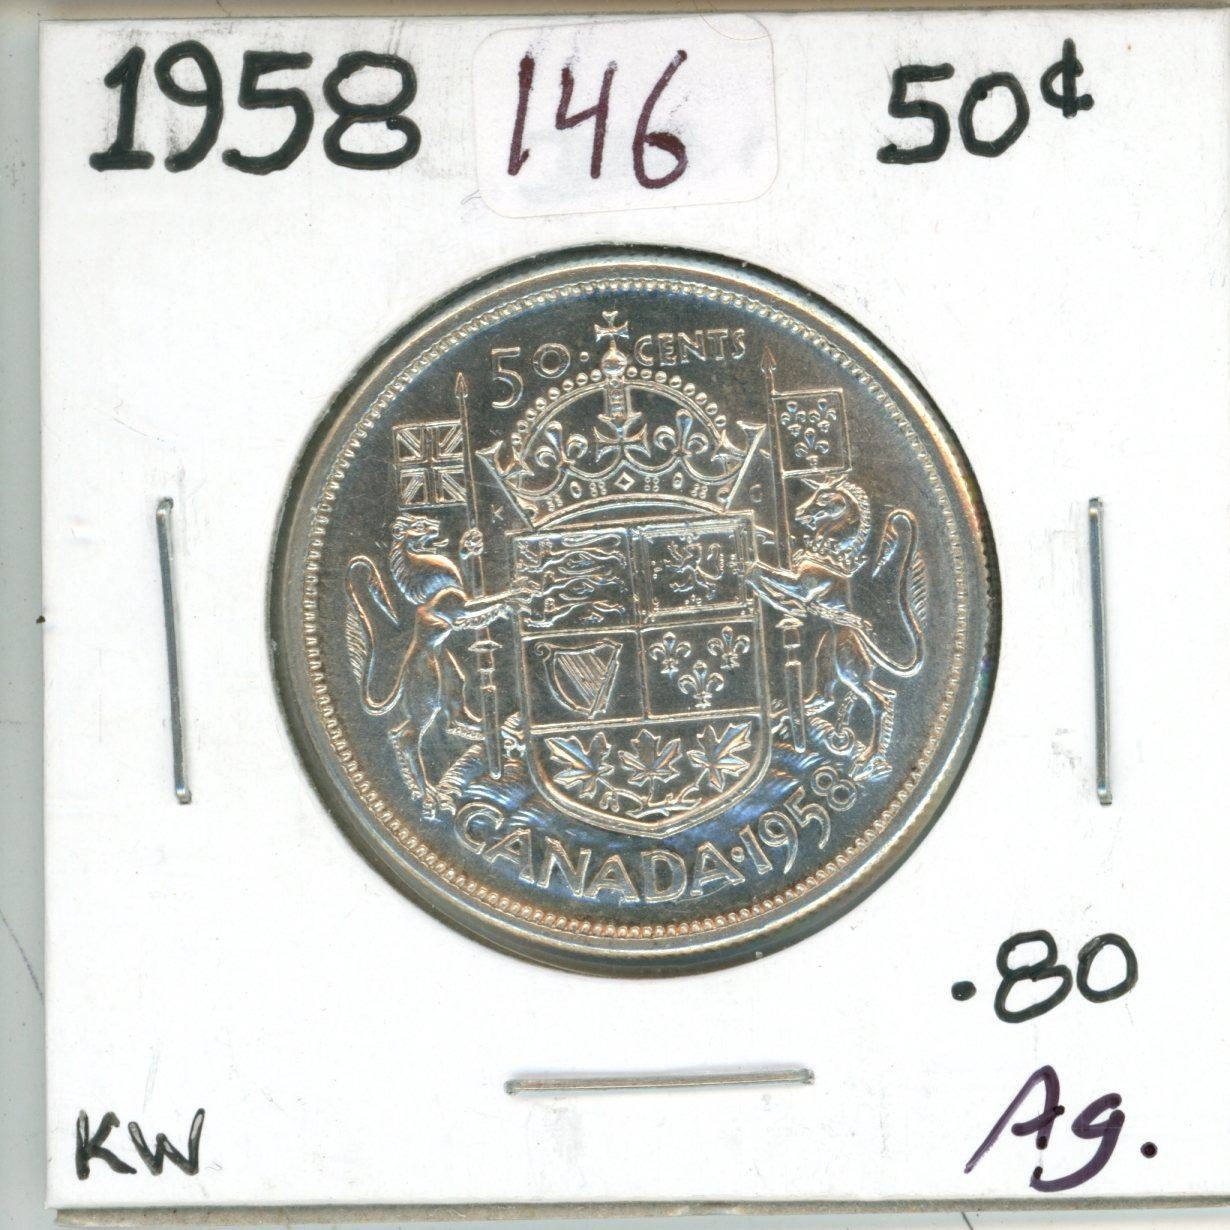 1958 146 50¢
50·CENTS
K G
CANADA·1958
.80
KW Ag.